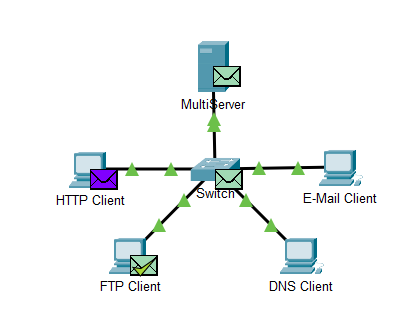 MultiServer
Switch
HTTP Client
E-Mail Client
FTP Client
DNS Client